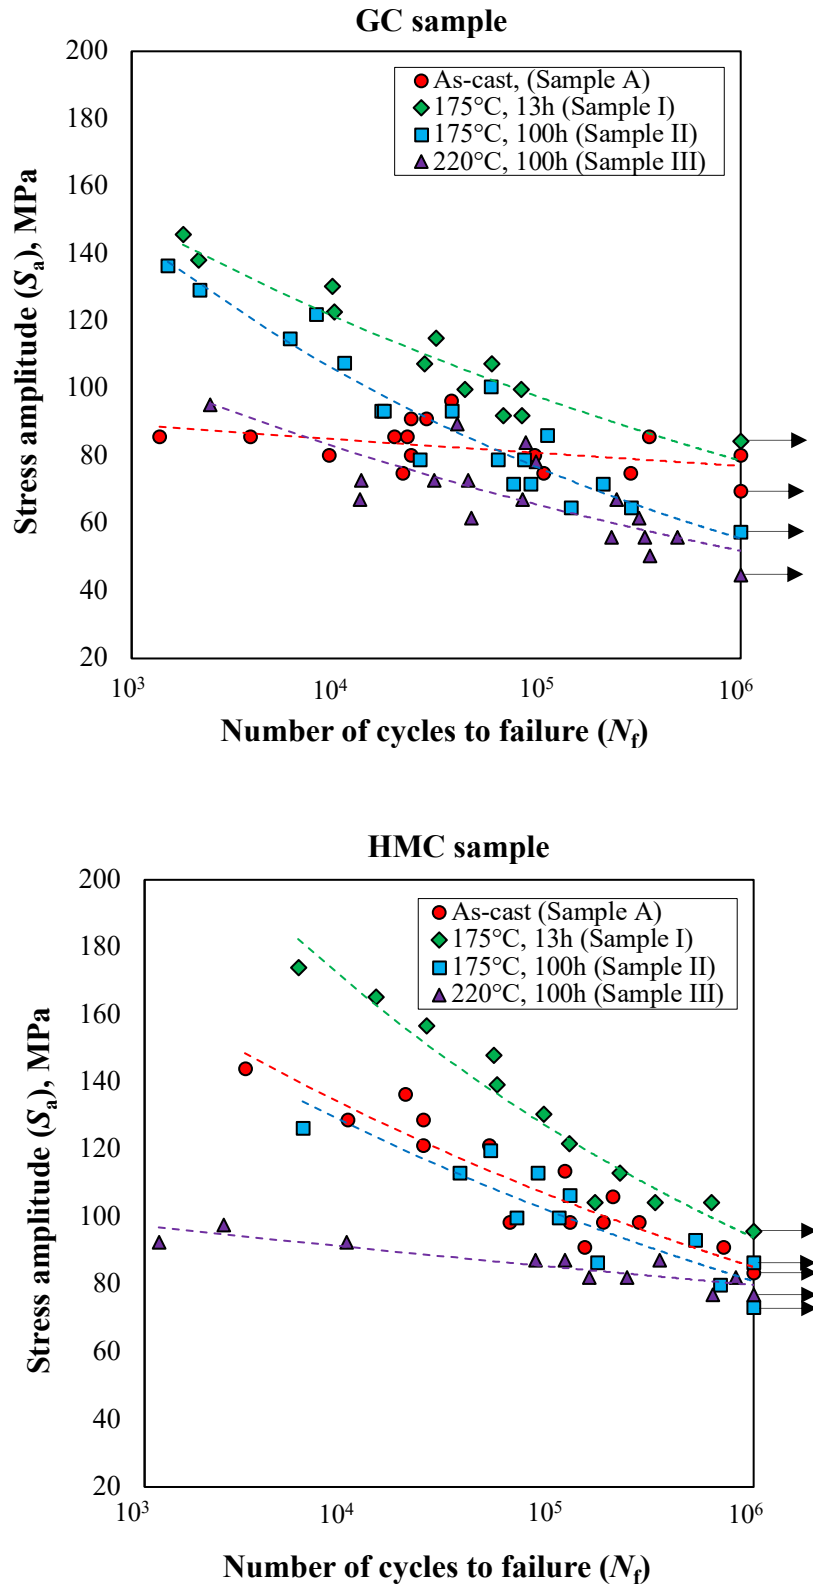 GC sample
200
180
160
140
120
100
80
60
40
20
Stress amplitude (Sa), MPa
As-cast, (Sample A)
175°C, 13h (Sample I)
175°C, 100h (Sample II)
220°C, 100h (Sample III)
10³ 10⁴ 10⁵ 10⁶
Number of cycles to failure (Nf)
HMC sample
200
180
160
140
120
100
80
60
40
20
Stress amplitude (Sa), MPa
As-cast (Sample A)
175°C, 13h (Sample I)
175°C, 100h (Sample II)
220°C, 100h (Sample III)
10³ 10⁴ 10⁵ 10⁶
Number of cycles to failure (Nf)